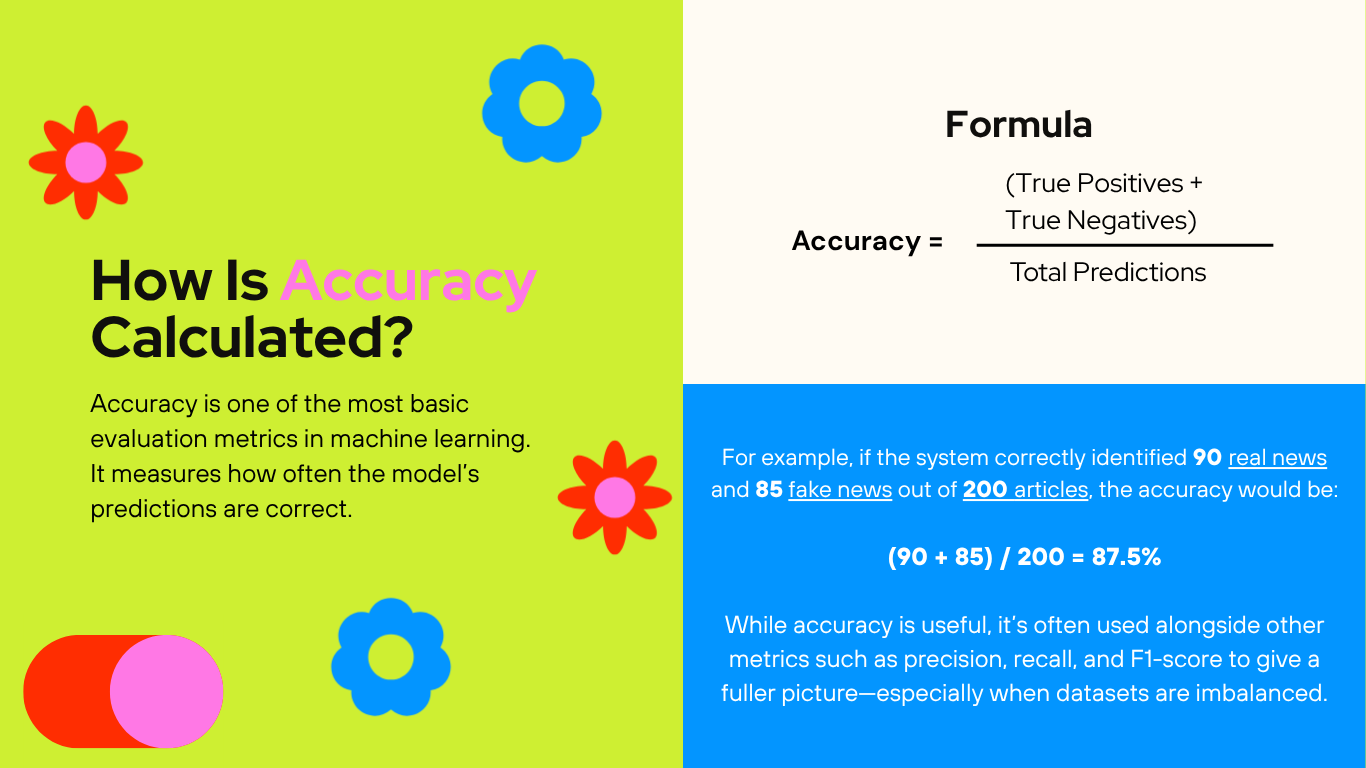 How Is Accuracy
Calculated?
Accuracy is one of the most basic
evaluation metrics in machine learning.
It measures how often the model's
predictions are correct.
Formula
(True Positives +
True Negatives)
Accuracy =
Total Predictions
For example, if the system correctly identified 90 real news
and 85 fake news out of 200 articles, the accuracy would be:
(90 + 85) / 200 = 87.5%
While accuracy is useful, it's often used alongside other
metrics such as precision, recall, and F1-score to give a
fuller picture—especially when datasets are imbalanced.